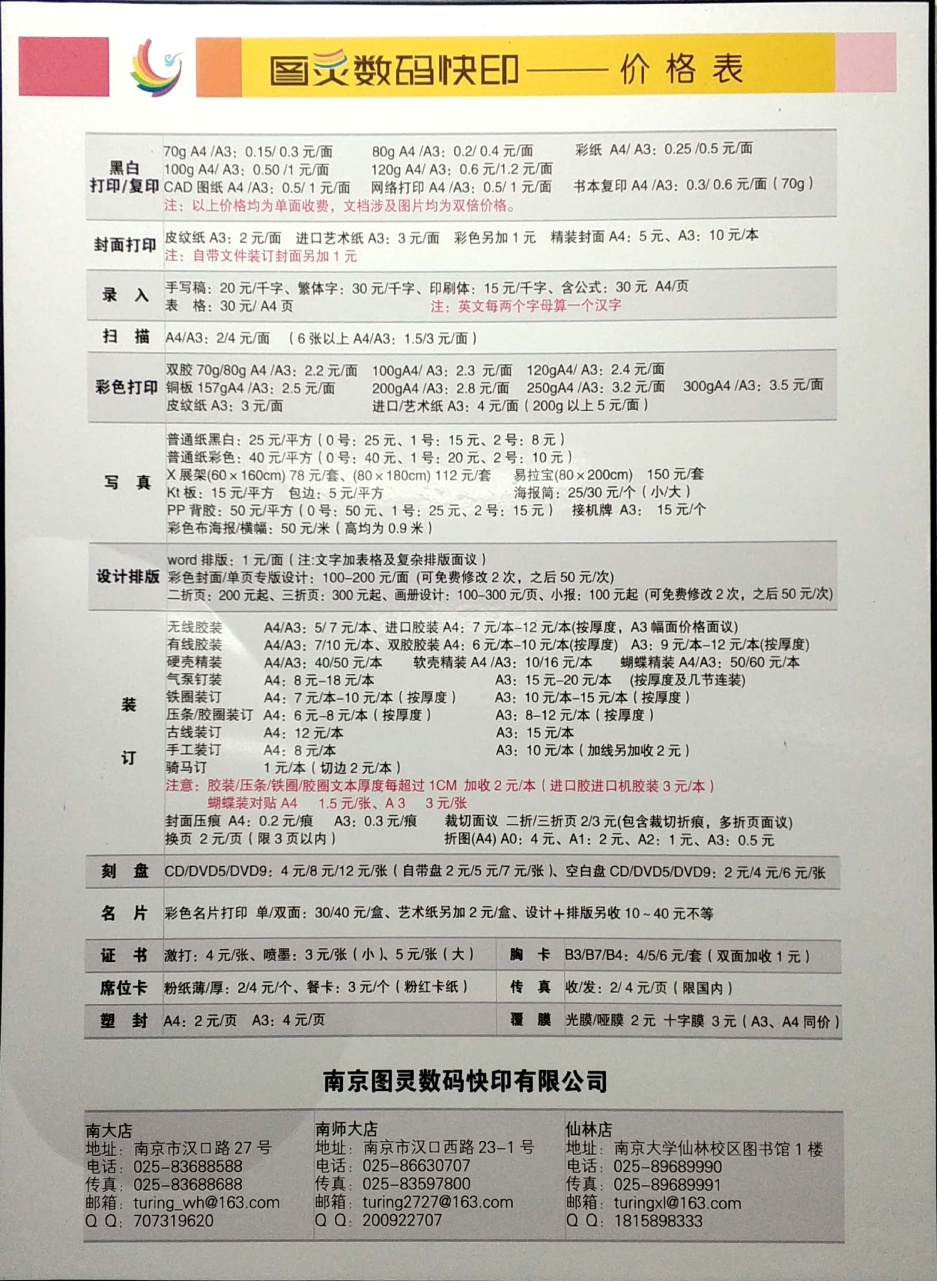 图灵数码快印——价格表
黑白
打印/复印
70g A4 /A3：0.15/ 0.3 元/面 80g A4 /A3：0.2/ 0.4 元/面 彩纸 A4/ A3：0.25 /0.5 元/面
100g A4/ A3：0.50 /1 元/面 120g A4/ A3：0.6 元/1.2 元/面
CAD 图纸 A4 /A3：0.5/ 1 元/面 网络打印 A4 /A3：0.5/ 1 元/面 书本复印 A4 /A3：0.3/ 0.6 元/面（70g）
注：以上价格均为单面收费，文档涉及图片均为双倍价格。
封面打印
皮纹纸 A3：2 元/面 进口艺术纸 A3：3 元/面 彩色另加 1 元 精装封面 A4：5 元、A3：10 元/本
注：自带文件装订封面另加 1 元
录 入
手写稿：20 元/千字、繁体字：30 元/千字、印刷体：15 元/千字、含公式：30 元 A4/页
表 格：30 元/ A4 页 注：英文每两个字母算一个汉字
扫 描
A4/A3：2/4 元/面 （6 张以上 A4/A3：1.5/3 元/面）
彩色打印
双胶 70g/80g A4 /A3：2.2 元/面 100gA4/ A3：2.3 元/面 120gA4/ A3：2.4 元/面
铜板 157gA4 /A3：2.5 元/面 200gA4 /A3：2.8 元/面 250gA4 /A3：3.2 元/面 300gA4 /A3：3.5 元/面
皮纹纸 A3：3 元/面 进口/艺术纸 A3：4 元/面（200g 以上 5 元/面）
写 真
普通纸黑白：25 元/平方（0 号：25 元、1 号：15 元、2 号：8 元）
普通纸彩色：40 元/平方（0 号：40 元、1 号：20 元、2 号：10 元）
X 展架(60×160cm) 78 元/套、(80×180cm) 112 元/套 易拉宝(80×200cm) 150 元/套
Kt 板：15 元/平方 包边：5 元/平方 海报筒：25/30 元/个（小/大）
PP 背胶：50 元/平方（0 号：50 元、1 号：25 元、2 号：15 元） 接机牌 A3： 15 元/个
彩色布海报/横幅：50 元/米（高均为 0.9 米）
设计排版
word 排版：1 元/面（注:文字加表格及复杂排版面议）
彩色封面/单页专版设计：100-200 元/面 (可免费修改 2 次，之后 50 元/次)
二折页：200 元起、三折页：300 元起、画册设计：100-300 元/页、小报：100 元起 (可免费修改 2 次，之后 50 元/次)
装
订
无线胶装 A4/A3：5/ 7 元/本、进口胶装 A4：7 元/本-12 元/本(按厚度，A3 幅面价格面议)
有线胶装 A4/A3：7/10 元/本、双胶胶装 A4：6 元/本-10 元/本(按厚度) A3：9 元/本-12 元/本(按厚度)
硬壳精装 A4/A3：40/50 元/本 软壳精装 A4 /A3：10/16 元/本 蝴蝶精装 A4/A3：50/60 元/本
气泵钉装 A4：8 元-18 元/本 A3：15 元-20 元/本 (按厚度及几节连装)
铁圈装订 A4：7 元/本-10 元/本（按厚度） A3：10 元/本-15 元/本（按厚度）
压条/胶圈装订 A4：6 元-8 元/本（按厚度） A3：8-12 元/本（按厚度）
古线装订 A4：12 元/本 A3：15 元/本
手工装订 A4：8 元/本 A3：10 元/本（加线另加收 2 元）
骑马订 1 元/本（切边 2 元/本）
注意：胶装/压条/铁圈/胶圈文本厚度每超过 1CM 加收 2 元/本（进口胶进口机胶装 3 元/本）
蝴蝶装对贴 A4 1.5 元/张、A 3 3 元/张
封面压痕 A4：0.2 元/痕 A3：0.3 元/痕 裁切面议 二折/三折页 2/3 元(包含裁切折痕，多折页面议)
换页 2 元/页（限 3 页以内） 折图(A4) A0：4 元、A1：2 元、A2：1 元、A3：0.5 元
刻 盘
CD/DVD5/DVD9：4 元/8 元/12 元/张（自带盘 2 元/5 元/7 元/张）、空白盘 CD/DVD5/DVD9：2 元/4 元/6 元/张
名 片
彩色名片打印 单/双面：30/40 元/盒、艺术纸另加 2 元/盒、设计+排版另收 10～40 元不等
证 书 激打：4 元/张、喷墨：3 元/张（小）、5 元/张（大） 胸 卡 B3/B7/B4：4/5/6 元/套（双面加收 1 元）
席位卡 粉纸薄/厚：2/4 元/个、餐卡：3 元/个（粉红卡纸） 传 真 收/发：2/ 4 元/页（限国内）
塑 封 A4：2 元/页 A3：4 元/页 覆 膜 光膜/哑膜 2 元 十字膜 3 元（A3、A4 同价）
南京图灵数码快印有限公司
南大店
地址：南京市汉口路 27 号
电话：025-83688588
传真：025-83688688
邮箱：turing_wh@163.com
Q Q：707319620
南师大店
地址：南京市汉口西路 23-1 号
电话：025-86630707
传真：025-83597800
邮箱：turing2727@163.com
Q Q：200922707
仙林店
地址：南京大学仙林校区图书馆 1 楼
电话：025-89689990
传真：025-89689991
邮箱：turingxl@163.com
Q Q：1815898333